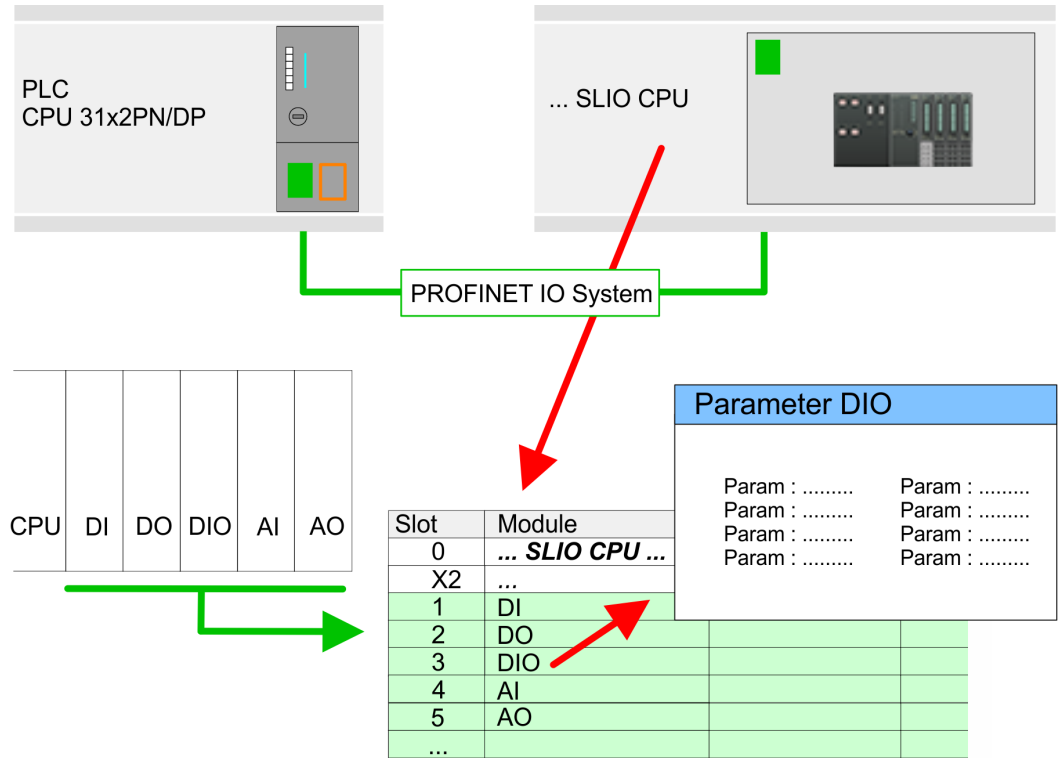 PLC
CPU 31x2PN/DP
... SLIO CPU
PROFINET IO System
CPU DI DO DIO AI AO
Parameter DIO
Param : ......... Param : .........
Param : ......... Param : .........
Param : ......... Param : .........
Param : ......... Param : .........
Slot Module
0 ... SLIO CPU ...
X2 ...
1 DI
2 DO
3 DIO
4 AI
5 AO
...